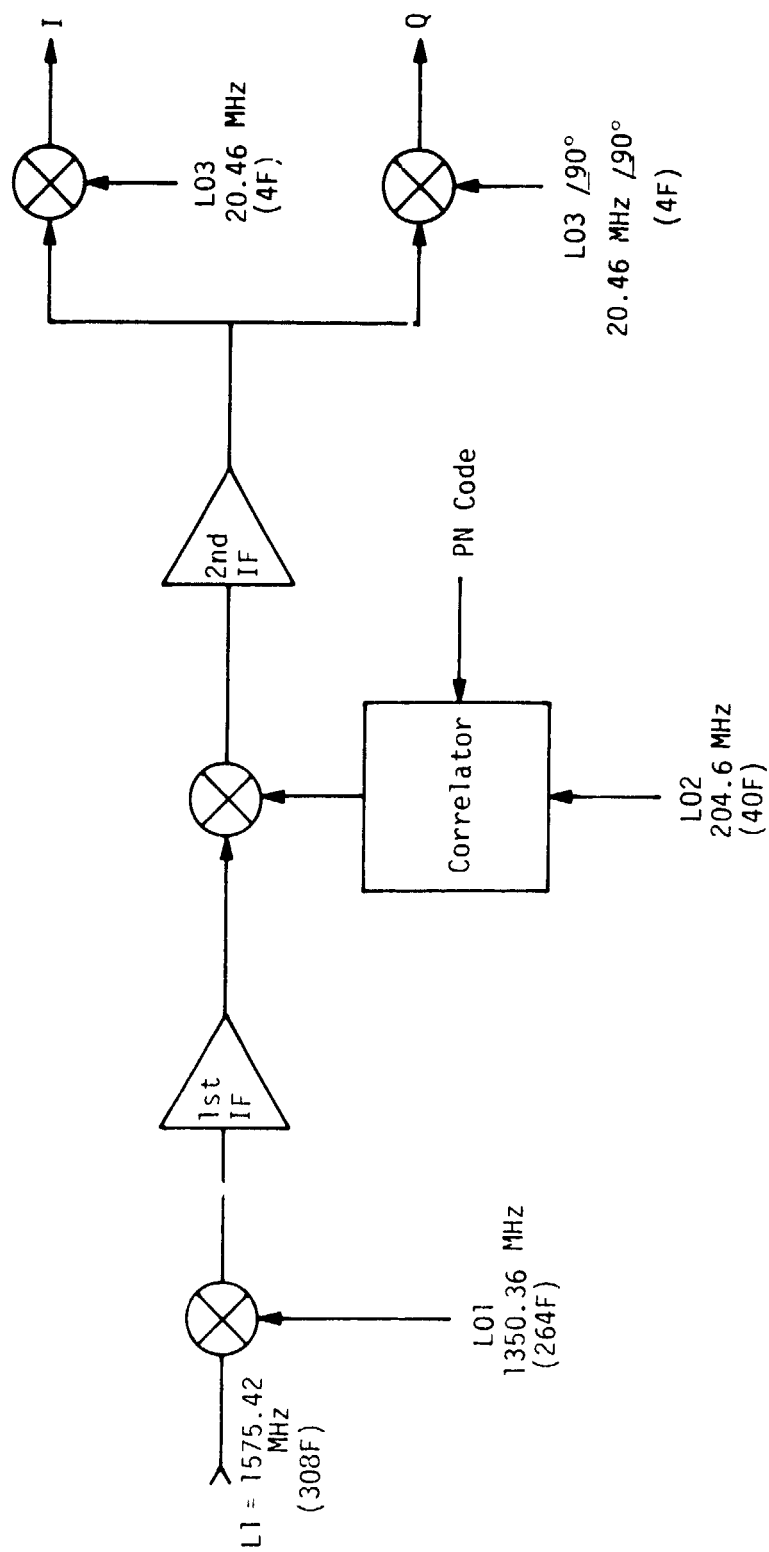 L1 = 1575.42
MHz
(308F)
LO1
1350.36 MHz
(264F)
1st
IF
Correlator
PN Code
LO2
204.6 MHz
(40F)
2nd
IF
I
LO3
20.46 MHz
(4F)
Q
LO3 /90°
20.46 MHz /90°
(4F)